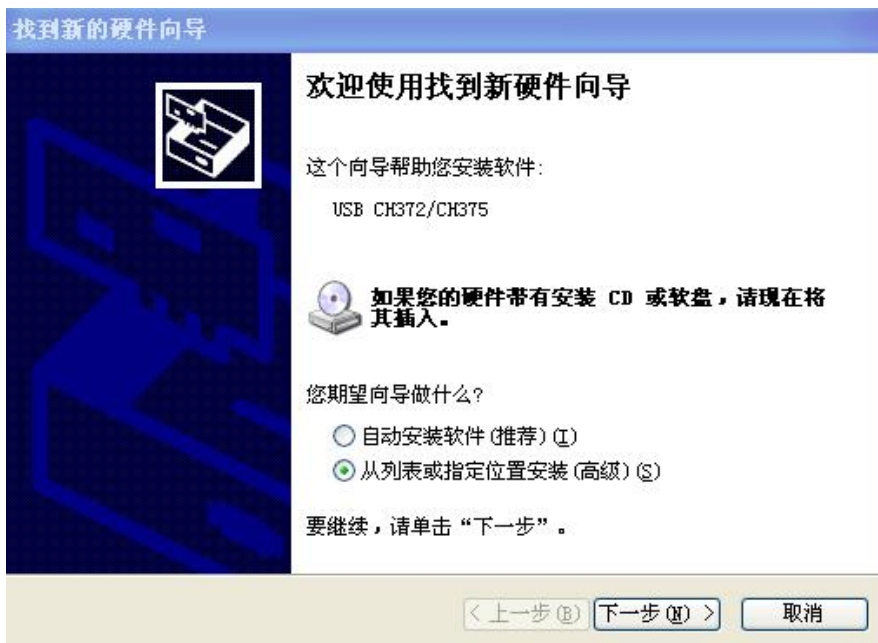 找到新的硬件向导
欢迎使用找到新硬件向导
这个向导帮助您安装软件:
USB CH372/CH375
如果您的硬件带有安装 CD 或软盘，请现在将
其插入。
您期望向导做什么?
自动安装软件(推荐)(I)
从列表或指定位置安装(高级)(S)
要继续，请单击“下一步”。
< 上一步(B)
下一步(N) >
取消